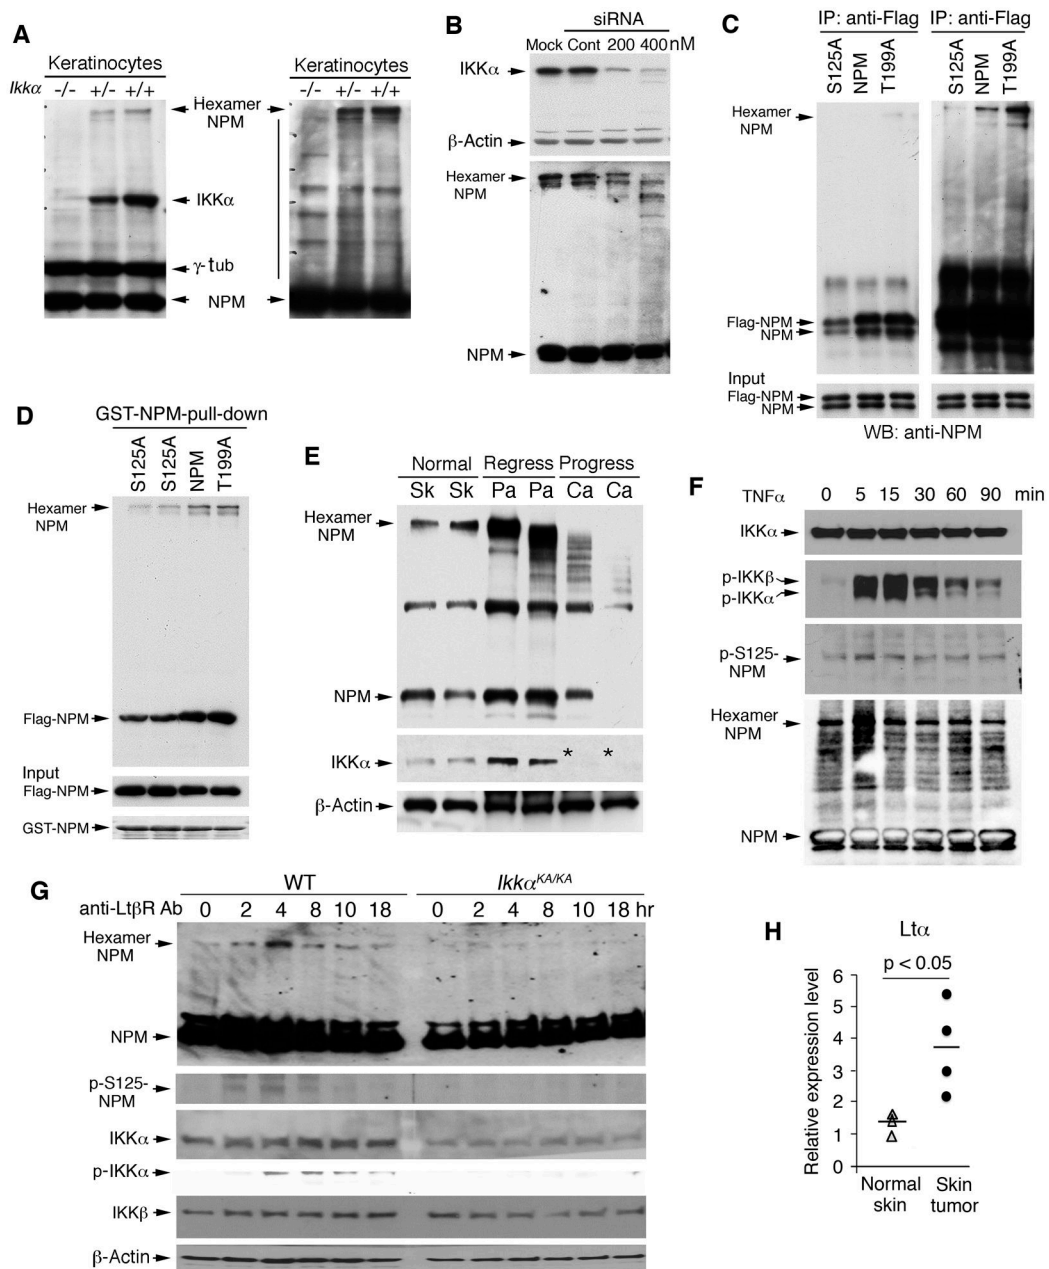 A
Keratinocytes
Keratinocytes
Ikkα -/- +/- +/+
-/- +/- +/+
Hexamer
NPM
IKKα
γ-tub
NPM
B
siRNA
Mock Cont 200 400 nM
IKKα
β-Actin
Hexamer
NPM
NPM
C
IP: anti-Flag
IP: anti-Flag
S125A NPM T199A
S125A NPM T199A
Hexamer
NPM
Flag-NPM
NPM
Input
Flag-NPM
NPM
WB: anti-NPM
D
GST-NPM-pull-down
S125A S125A NPM T199A
Hexamer
NPM
Flag-NPM
Input
Flag-NPM
GST-NPM
E
Normal Regress Progress
Sk Sk Pa Pa Ca Ca
Hexamer
NPM
NPM
IKKα
* *
β-Actin
F
TNFα 0 5 15 30 60 90 min
IKKα
p-IKKβ
p-IKKα
p-S125-
NPM
Hexamer
NPM
NPM
G
WT
IkkαKA/KA
anti-LtβR Ab 0 2 4 8 10 18 0 2 4 8 10 18 hr
Hexamer
NPM
NPM
p-S125-
NPM
IKKα
p-IKKα
IKKβ
β-Actin
H
Ltα
p < 0.05
Relative expression level
6
5
4
3
2
1
0
Normal
skin
Skin
tumor